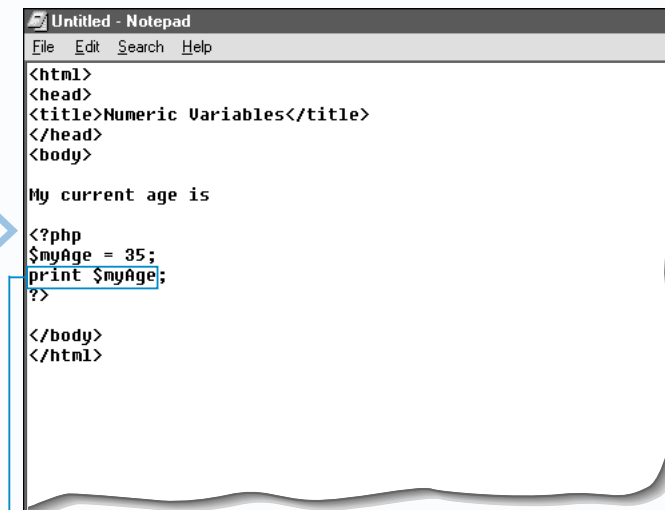 Untitled - Notepad
File Edit Search Help
<html>
<head>
<title>Numeric Variables</title>
</head>
<body>
My current age is
<?php
$myAge = 35;
print $myAge;
?>
</body>
</html>